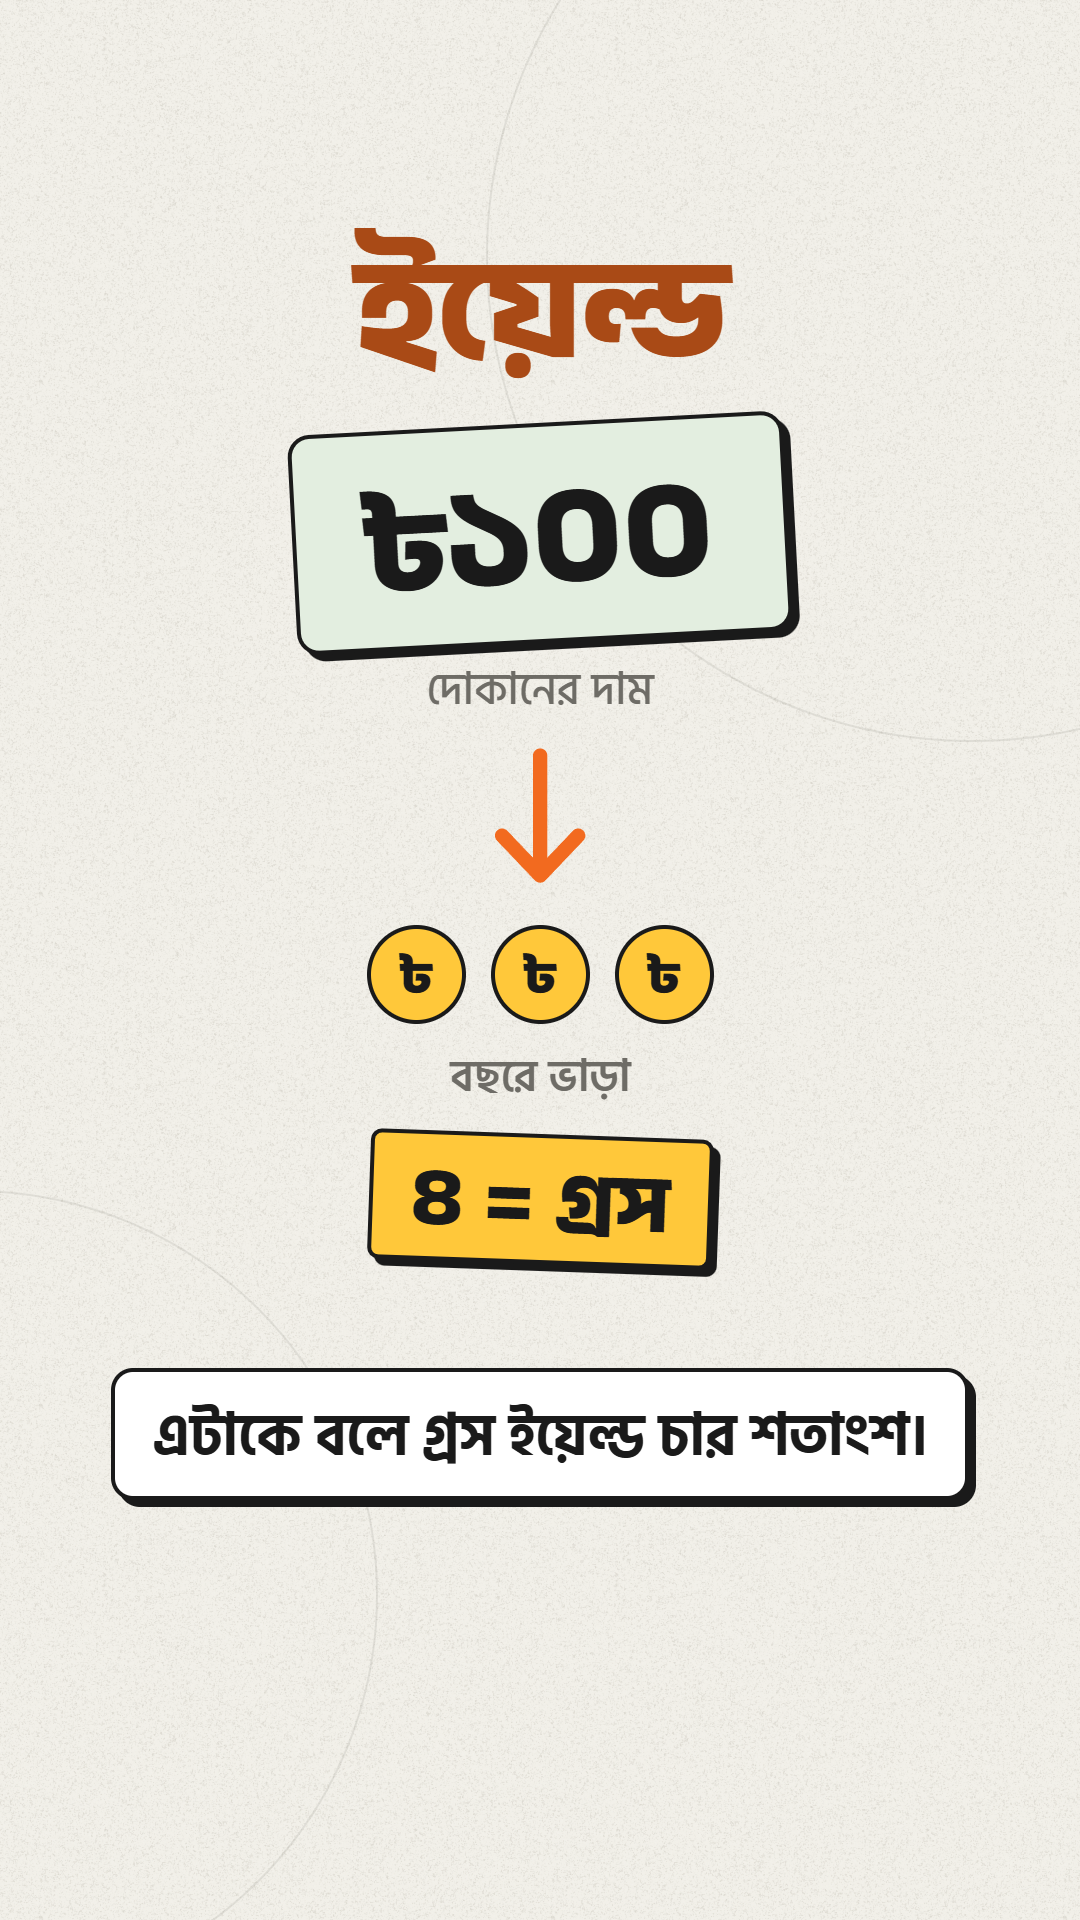 ইয়েল্ড
৳১০০
দোকানের দাম
৳ ৳ ৳
বছরে ভাড়া
৪ = গ্রস
এটাকে বলে গ্রস ইয়েল্ড চার শতাংশ।